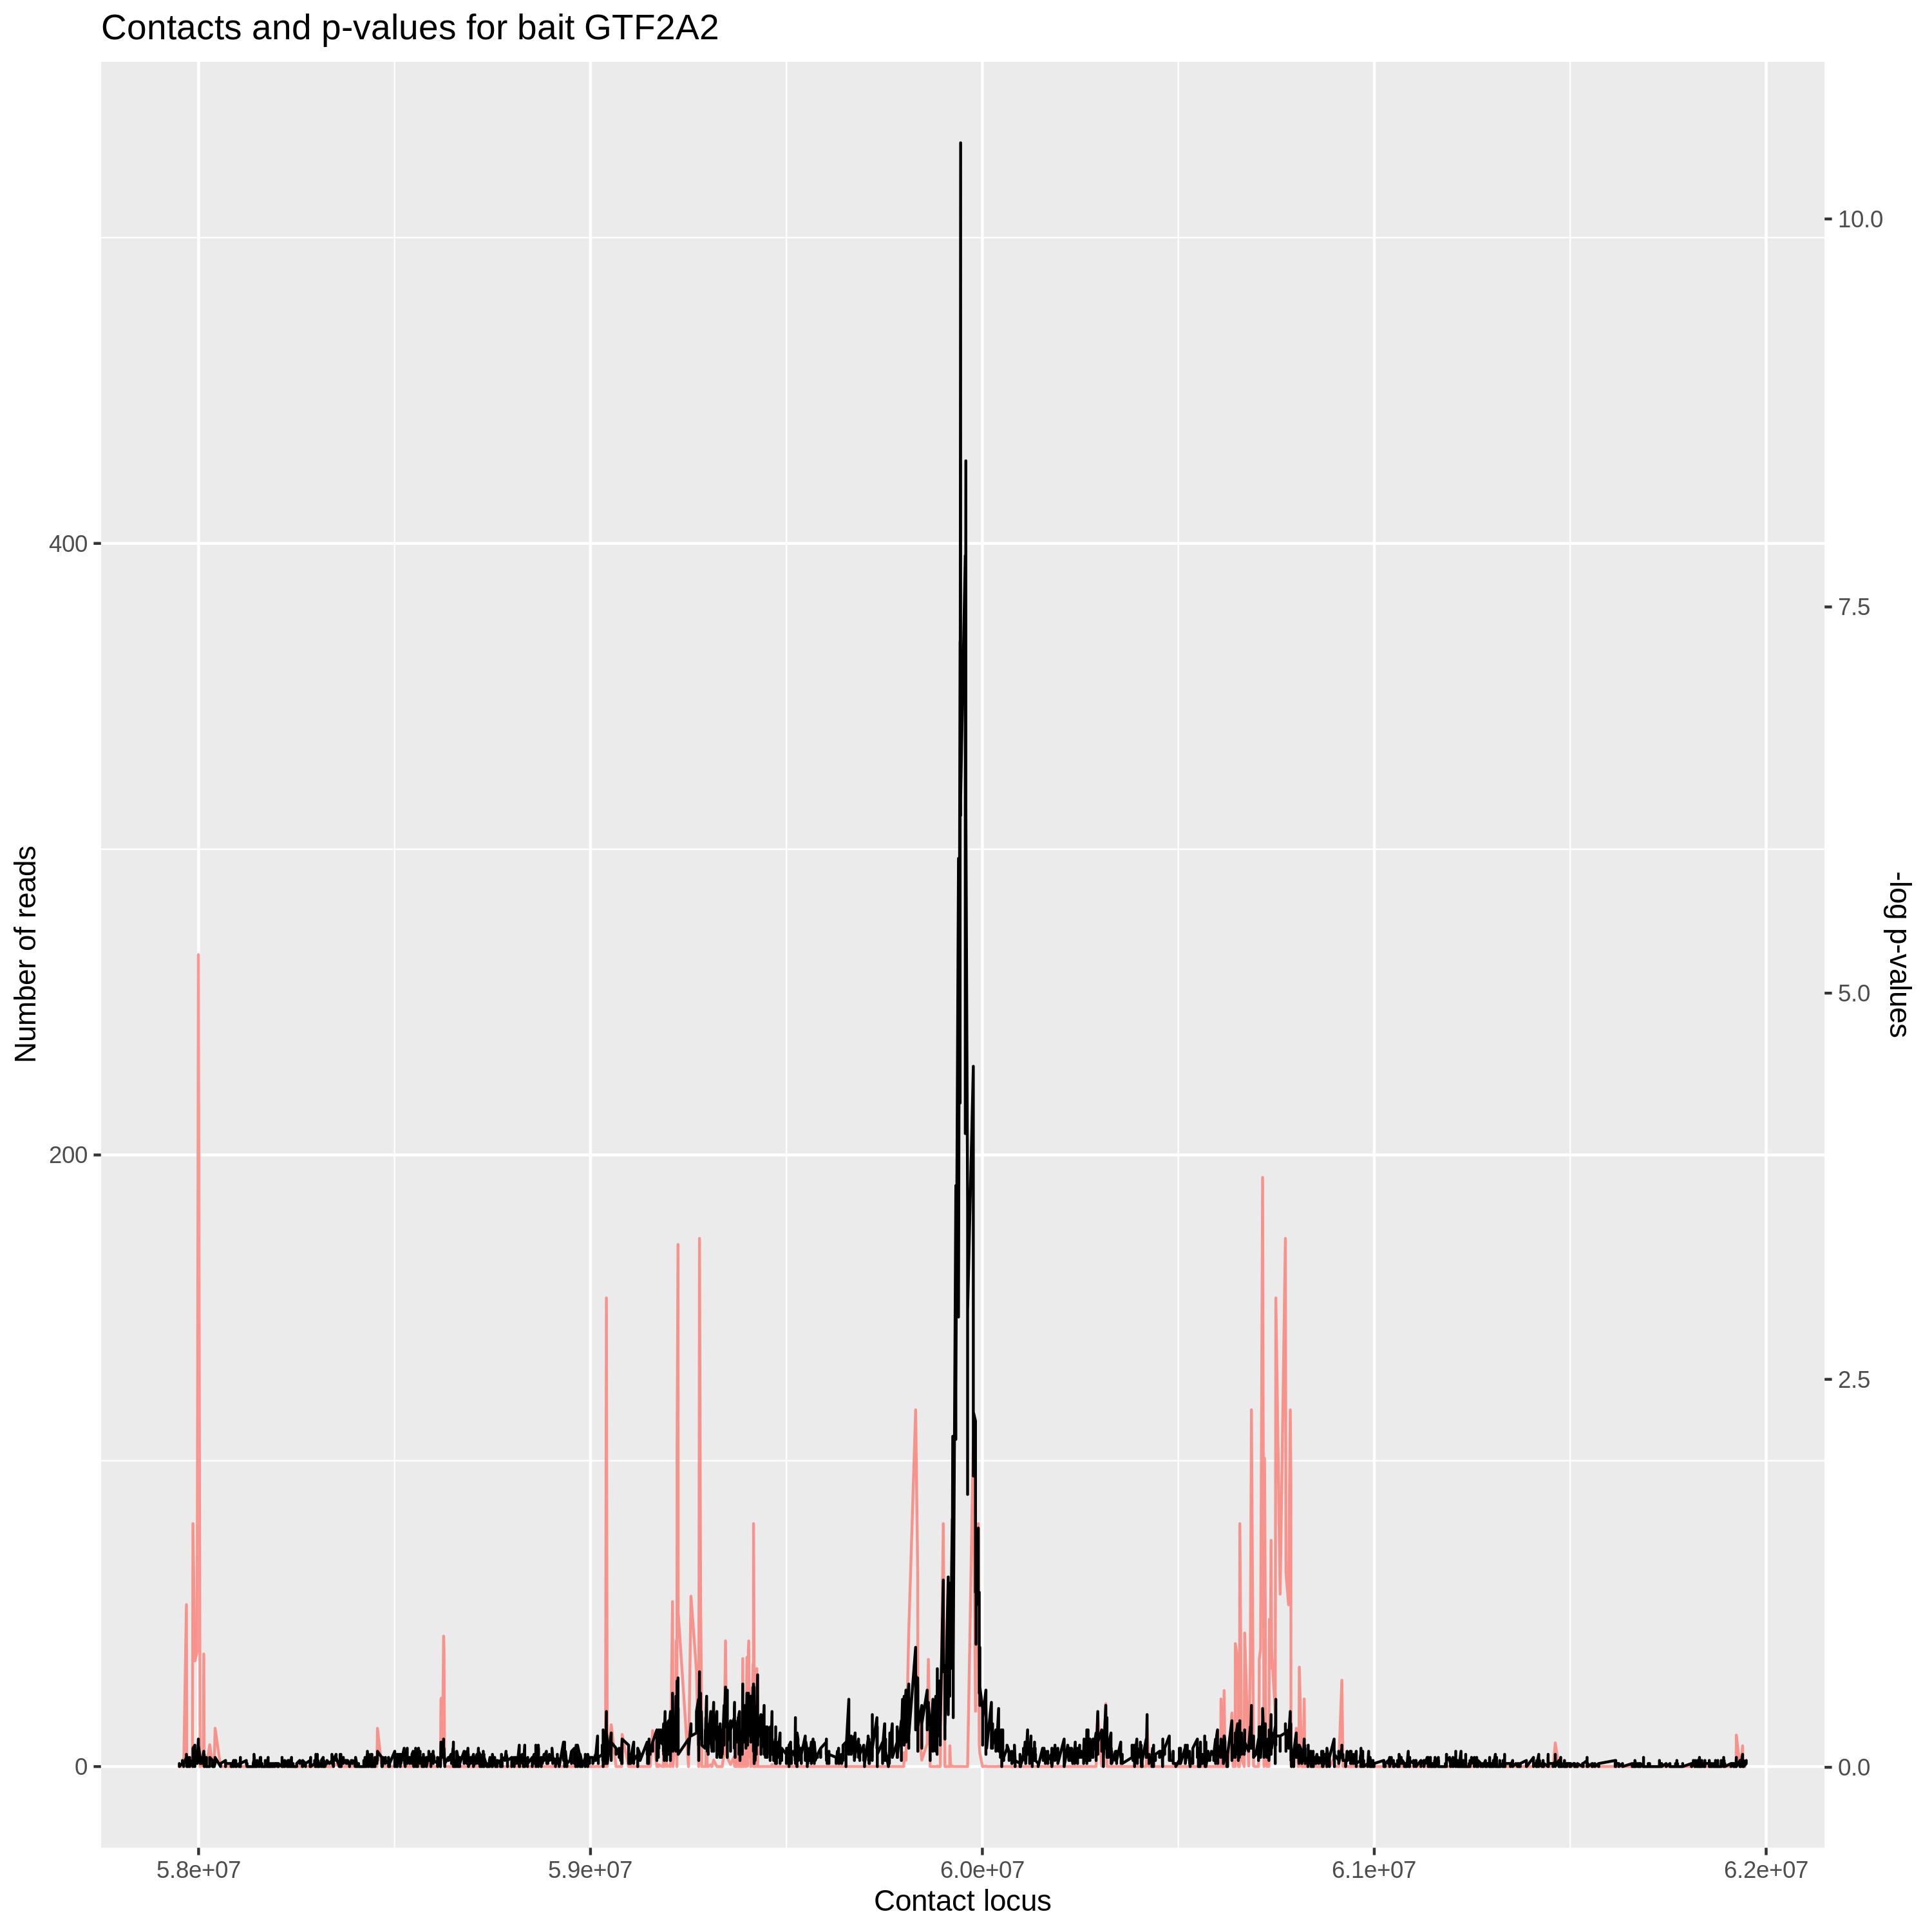 Contacts and p-values for bait GTF2A2
10.0
400
7.5
Number of reads
5.0
-log p-values
200
2.5
0
0.0
5.8e+07
5.9e+07
6.0e+07
6.1e+07
6.2e+07
Contact locus